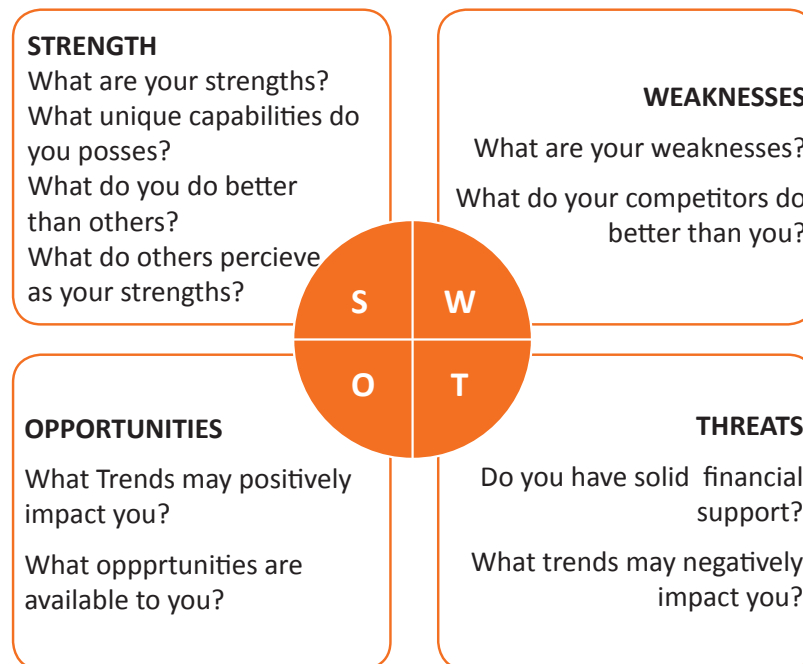 STRENGTH
What are your strengths?
What unique capabilities do
you posses?
What do you do better
than others?
What do others percieve
as your strengths?
WEAKNESSES
What are your weaknesses?
What do your competitors do
better than you?
S W
O T
OPPORTUNITIES
What Trends may positively
impact you?
What oppprtunities are
available to you?
THREATS
Do you have solid financial
support?
What trends may negatively
impact you?